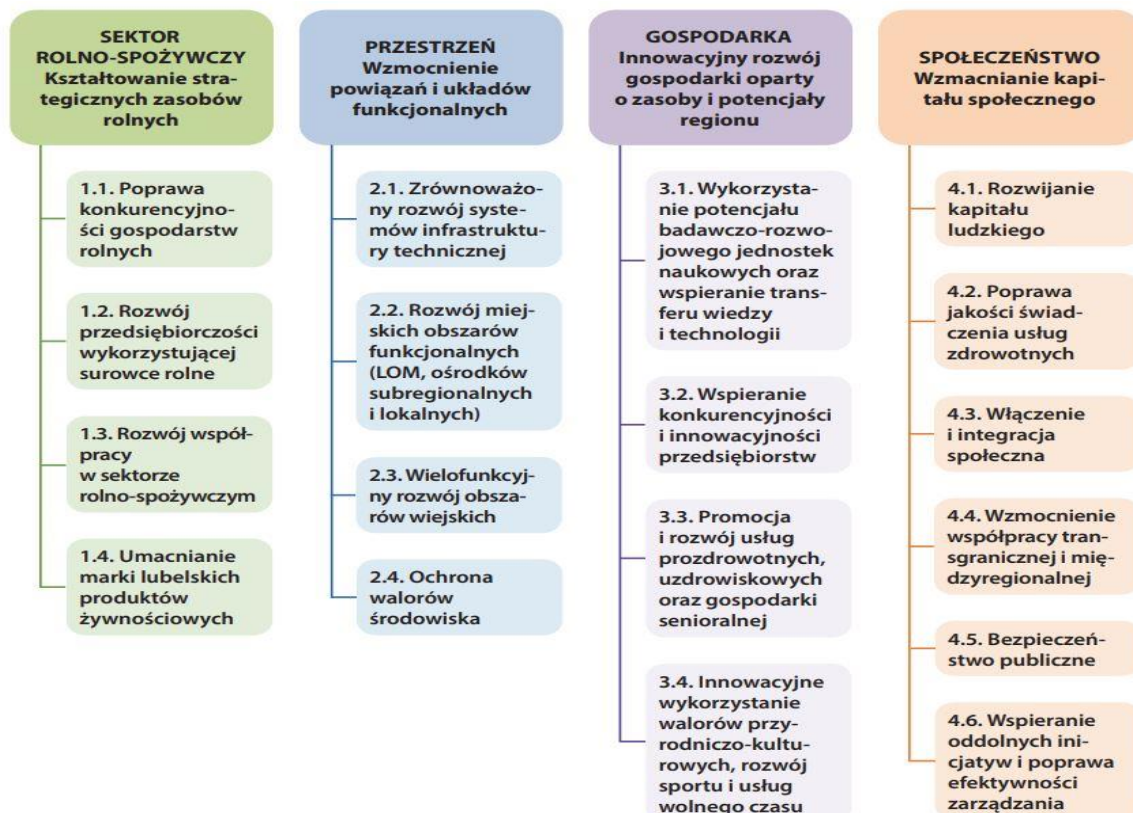 SEKTOR
ROLNO-SPOŻYWCZY
Kształtowanie stra-
tegicznych zasobów
rolnych
1.1. Poprawa
konkurencyjno-
ści gospodarstw
rolnych
1.2. Rozwój
przedsiębiorczości
wykorzystującej
surowce rolne
1.3. Rozwój współ-
pracy
w sektorze
rolno-spożywczym
1.4. Umacnianie
marki lubelskich
produktów
żywnościowych
PRZESTRZEŃ
Wzmocnienie
powiązań i układów
funkcjonalnych
2.1. Zrównoważo-
ny rozwój syste-
mów infrastruktu-
ry technicznej
2.2. Rozwój miej-
skich obszarów
funkcjonalnych
(LOM, ośrodków
subregionalnych
i lokalnych)
2.3. Wielofunkcyj-
ny rozwój obsza-
rów wiejskich
2.4. Ochrona
walorów
środowiska
GOSPODARKA
Innowacyjny rozwój
gospodarki oparty
o zasoby i potencjały
regionu
3.1. Wykorzysta-
nie potencjału
badawczo-rozwo-
jowego jednostek
naukowych oraz
wspieranie trans-
feru wiedzy
i technologii
3.2. Wspieranie
konkurencyjności
i innowacyjności
przedsiębiorstw
3.3. Promocja
i rozwój usług
prozdrowotnych,
uzdrowiskowych
oraz gospodarki
senioralnej
3.4. Innowacyjne
wykorzystanie
walorów przy-
rodniczo-kultu-
rowych, rozwój
sportu i usług
wolnego czasu
SPOŁECZEŃSTWO
Wzmacnianie kapi-
tału społecznego
4.1. Rozwijanie
kapitału
ludzkiego
4.2. Poprawa
jakości świad-
czenia usług
zdrowotnych
4.3. Włączenie
i integracja
społeczna
4.4. Wzmocnienie
współpracy tran-
sgranicznej i mię-
dzyregionalnej
4.5. Bezpieczeń-
stwo publiczne
4.6. Wspieranie
oddolnych ini-
cjatyw i poprawa
efektywności
zarządzania